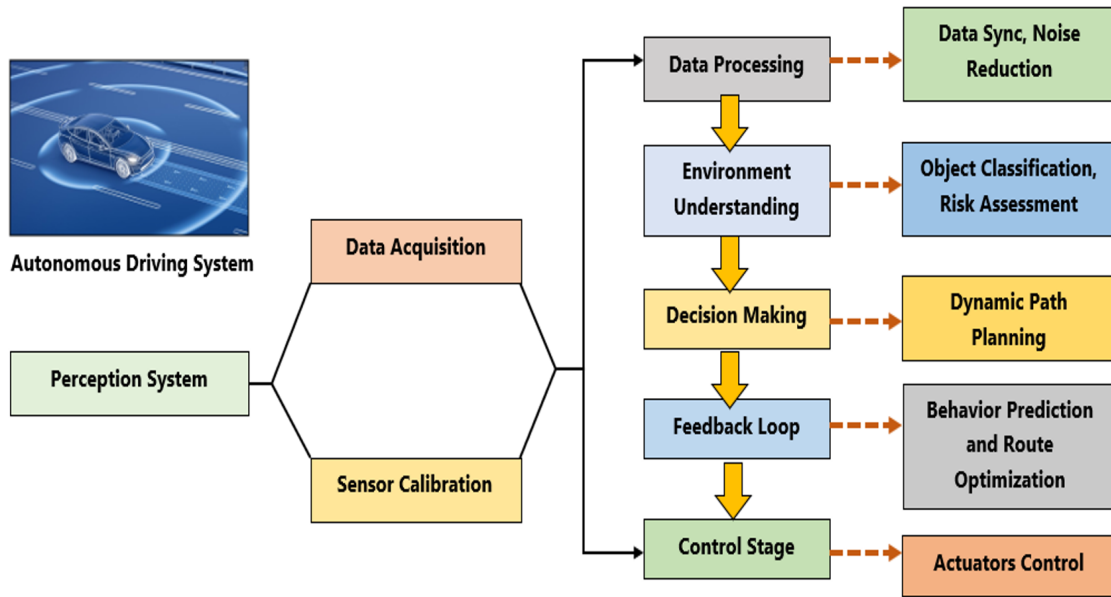 Autonomous Driving System
Perception System
Data Acquisition
Sensor Calibration
Data Processing
Data Sync, Noise
Reduction
Environment
Understanding
Object Classification,
Risk Assessment
Decision Making
Dynamic Path
Planning
Feedback Loop
Behavior Prediction
and Route
Optimization
Control Stage
Actuators Control